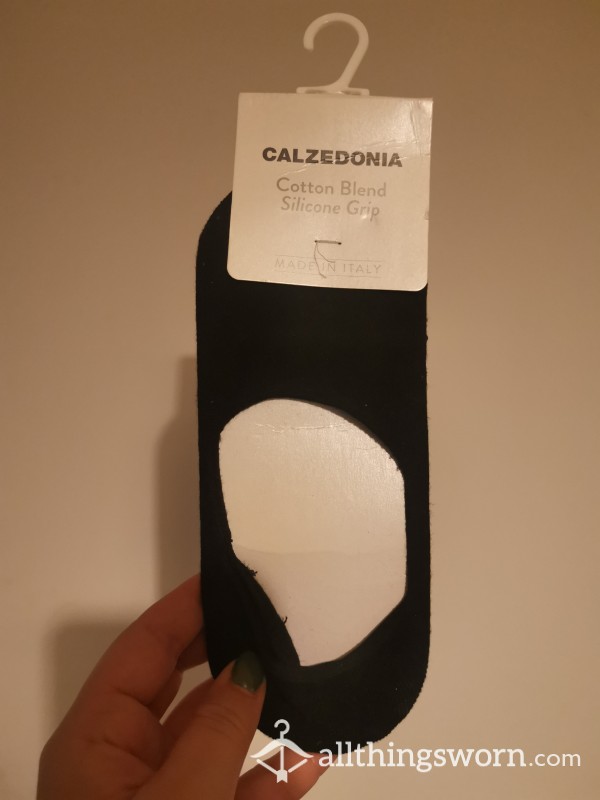 CALZEDONIA
Cotton Blend
Silicone Grip
MADE IN ITALY
allthingsworn.com